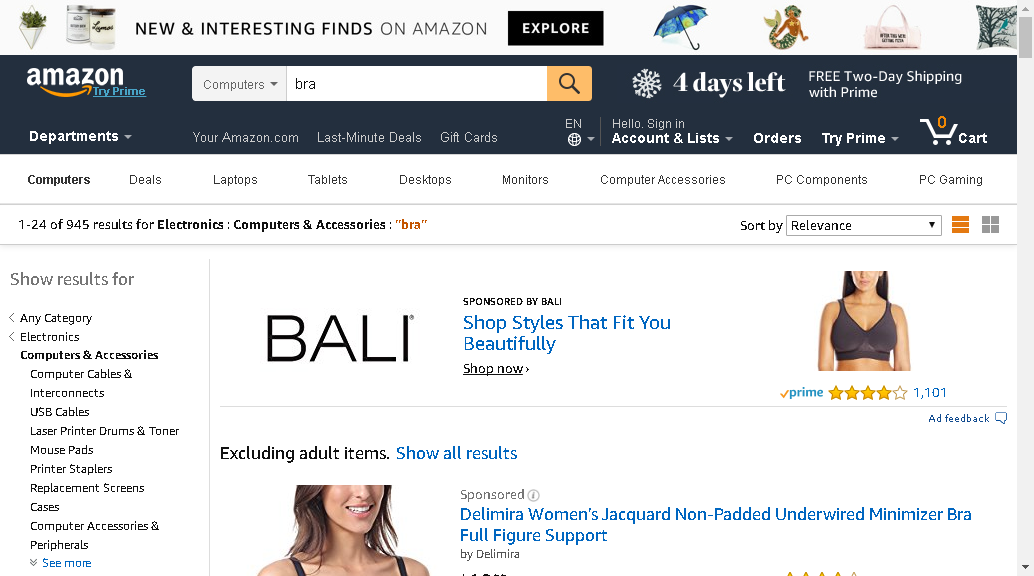 NEW & INTERESTING FINDS ON AMAZON EXPLORE
amazon
Try Prime
Computers bra
4 days left
FREE Two-Day Shipping
with Prime
Departments
Your Amazon.com Last-Minute Deals Gift Cards
EN
Hello. Sign in
Account & Lists
Orders
Try Prime
0
Cart
Computers Deals Laptops Tablets Desktops Monitors Computer Accessories PC Components PC Gaming
1-24 of 945 results for Electronics : Computers & Accessories : "bra"
Sort by Relevance
Show results for
Any Category
Electronics
Computers & Accessories
Computer Cables &
Interconnects
USB Cables
Laser Printer Drums & Toner
Mouse Pads
Printer Staplers
Replacement Screens
Cases
Computer Accessories &
Peripherals
See more
BALI®
SPONSORED BY BALI
Shop Styles That Fit You
Beautifully
Shop now ›
prime 1,101
Ad feedback
Excluding adult items. Show all results
Sponsored
Delimira Women's Jacquard Non-Padded Underwired Minimizer Bra
Full Figure Support
by Delimira